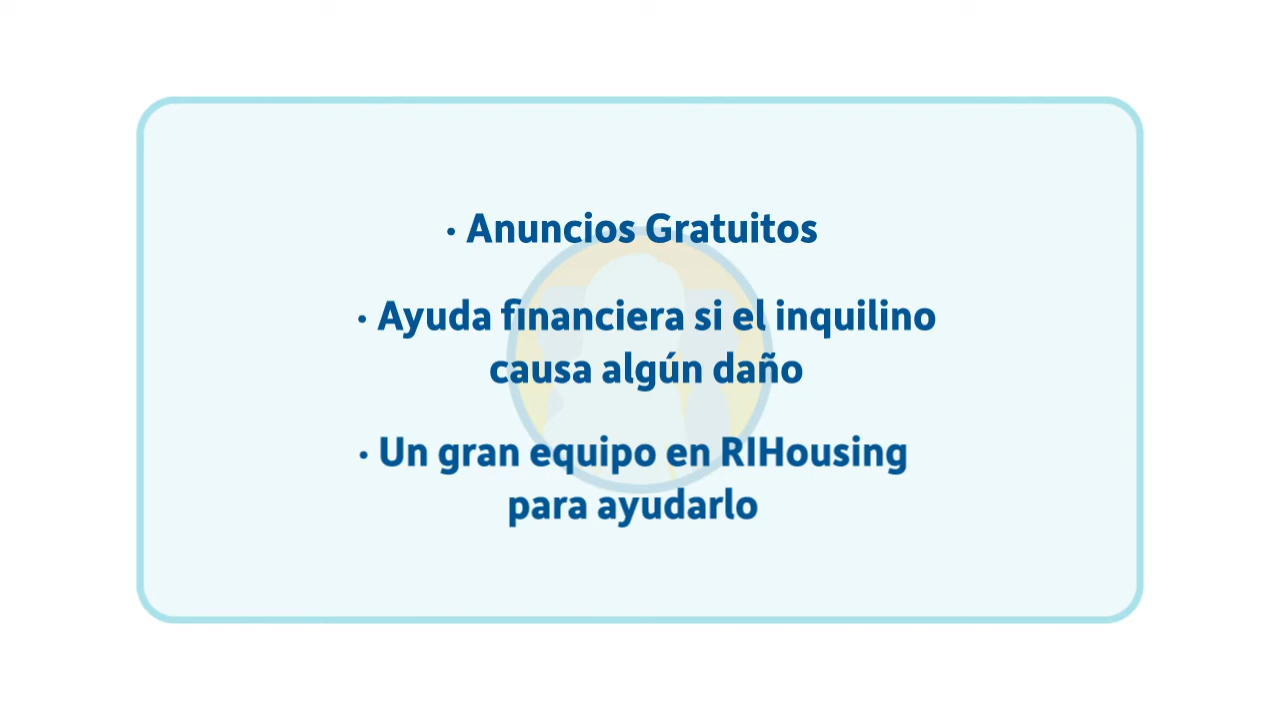 · Anuncios Gratuitos
· Ayuda financiera si el inquilino
causa algún daño
· Un gran equipo en RIHousing
para ayudarlo